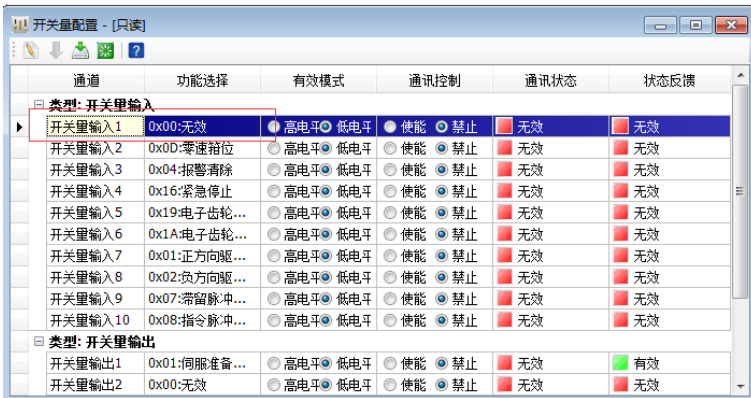 开关量配置 - [只读]
通道 功能选择 有效模式 通讯控制 通讯状态 状态反馈
类型: 开关量输入
开关量输入1 0x00:无效 高电平 低电平 使能 禁止 无效 无效
开关量输入2 0x0D:零速箝位 高电平 低电平 使能 禁止 无效 无效
开关量输入3 0x04:报警清除 高电平 低电平 使能 禁止 无效 无效
开关量输入4 0x16:紧急停止 高电平 低电平 使能 禁止 无效 无效
开关量输入5 0x19:电子齿轮... 高电平 低电平 使能 禁止 无效 无效
开关量输入6 0x1A:电子齿轮... 高电平 低电平 使能 禁止 无效 无效
开关量输入7 0x01:正方向驱... 高电平 低电平 使能 禁止 无效 无效
开关量输入8 0x02:负方向驱... 高电平 低电平 使能 禁止 无效 无效
开关量输入9 0x07:滞留脉冲... 高电平 低电平 使能 禁止 无效 无效
开关量输入10 0x08:指令脉冲... 高电平 低电平 使能 禁止 无效 无效
类型: 开关量输出
开关量输出1 0x01:伺服准备... 高电平 低电平 使能 禁止 无效 有效
开关量输出2 0x00:无效 高电平 低电平 使能 禁止 无效 无效